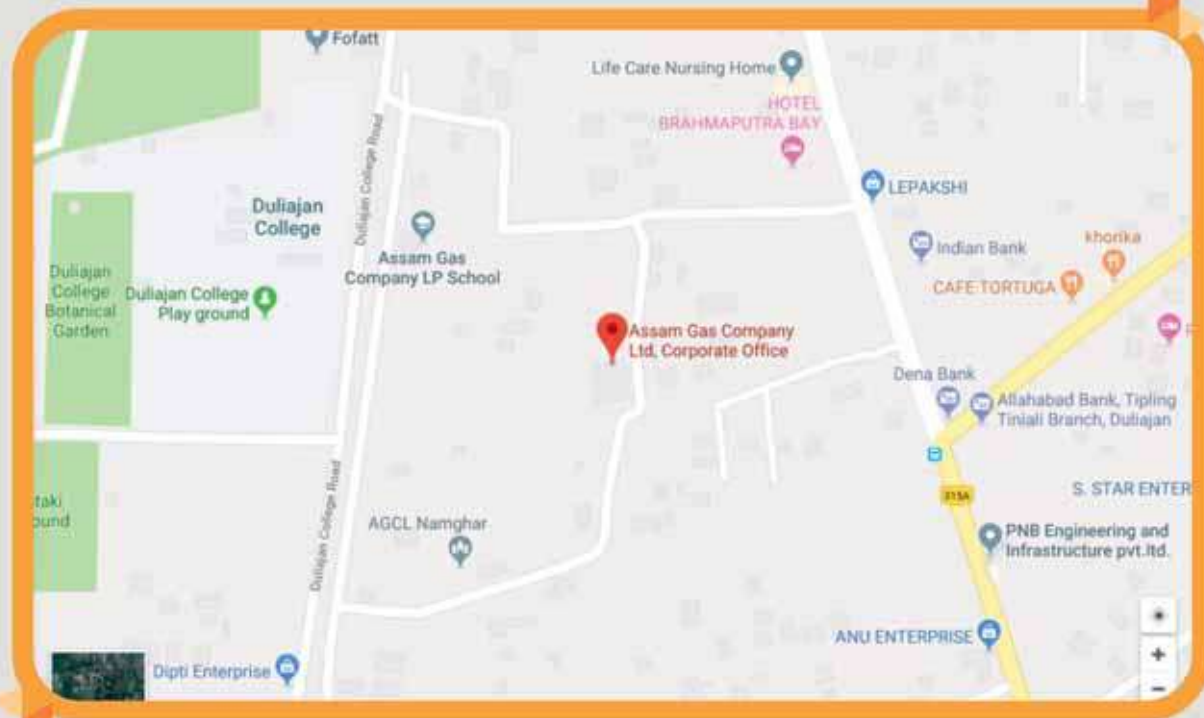 Fofatt
Life Care Nursing Home
HOTEL
BRAHMAPUTRA BAY
Duliajan College Road
LEPAKSHI
Duliajan
College
Assam Gas
Company LP School
Indian Bank
khorika
CAFE TORTUGA
Duliajan
College
Botanical
Garden
Duliajan College
Play ground
Assam Gas Company
Ltd, Corporate Office
Dena Bank
Allahabad Bank, Tipling
Tiniali Branch, Duliajan
315A
S. STAR ENTER
taki
ound
AGCL Namghar
Duliajan College Road
PNB Engineering and
Infrastructure pvt.ltd.
ANU ENTERPRISE
Dipti Enterprise
+
−